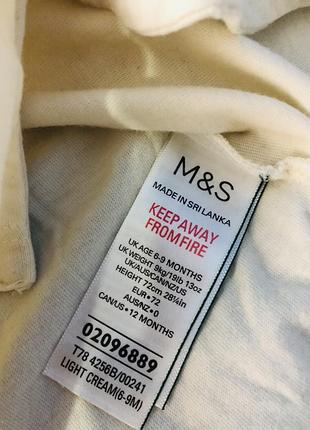 M&S
MADE IN SRI LANKA
KEEP AWAY
FROM FIRE
UK AGE 6-9 MONTHS
UK WEIGHT 9kg/19lb 13oz
UK/AUS/CAN/NZ/US
HEIGHT 72cm 28¼in
EUR • 72
AUS/NZ • 0
CAN/US • 12 MONTHS
02096889
T78 4256B/00241
LIGHT CREAM(6-9M)